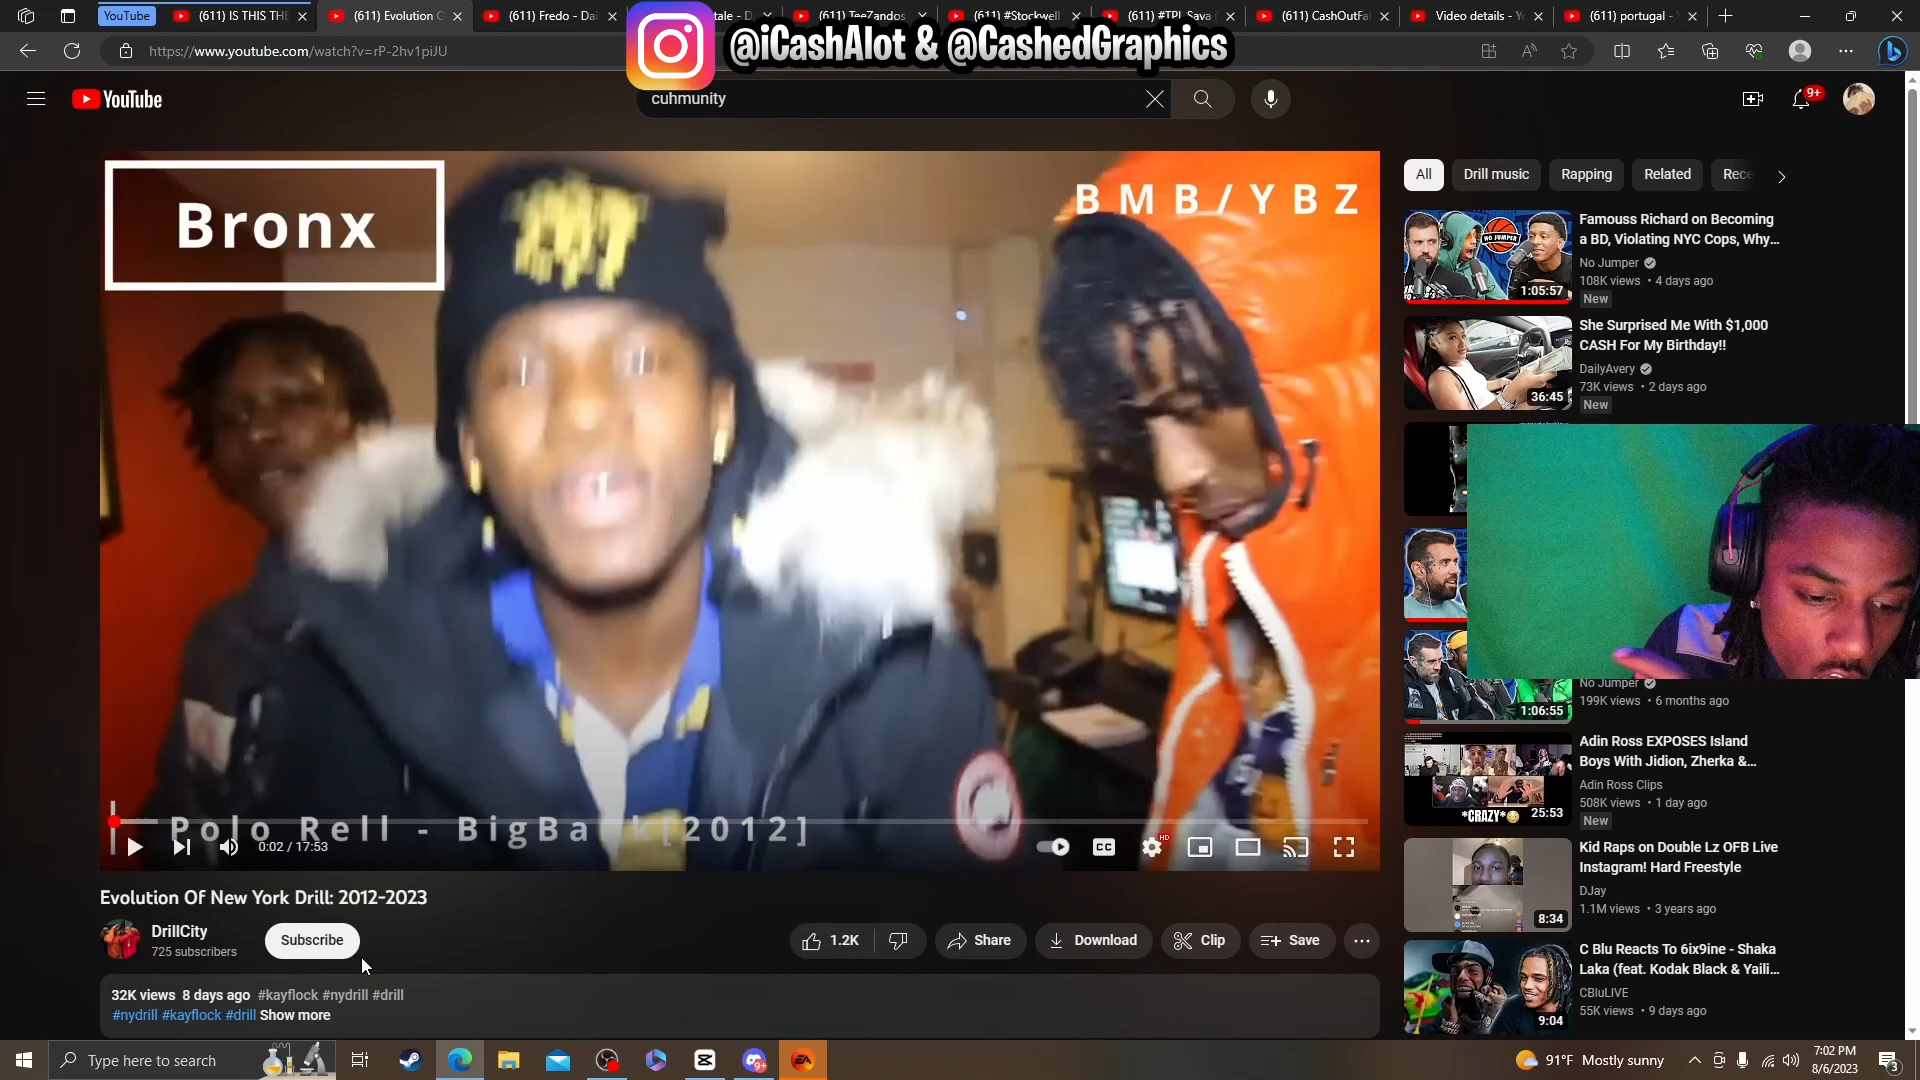 YouTube
(611) IS THIS THE
(611) Evolution O
(611) Fredo - Dai
tale - D
(611) TeeZandos
(611) #Stockwell
(611) #TPL Sava
(611) CashOutFa
Video details - Yo
(611) portugal -
https://www.youtube.com/watch?v=rP-2hv1piJU
@iCashAlot & @CashedGraphics
YouTube
cuhmunity
9+
Bronx
BMB/YBZ
Polo Rell - BigBa k[2012]
0:02 / 17:53
CC
HD
Evolution Of New York Drill: 2012-2023
DrillCity
725 subscribers
Subscribe
1.2K
Share
Download
Clip
Save
32K views 8 days ago #kayflock #nydrill #drill
#nydrill #kayflock #drill Show more
All
Drill music
Rapping
Related
Rece
NO JUMPER
1:05:57
Famouss Richard on Becoming
a BD, Violating NYC Cops, Why...
No Jumper
108K views • 4 days ago
New
36:45
She Surprised Me With $1,000
CASH For My Birthday!!
DailyAvery
73K views • 2 days ago
New
1:06:55
No Jumper
199K views • 6 months ago
*CRAZY*
25:53
Adin Ross EXPOSES Island
Boys With Jidion, Zherka &...
Adin Ross Clips
508K views • 1 day ago
New
8:34
Kid Raps on Double Lz OFB Live
Instagram! Hard Freestyle
DJay
1.1M views • 3 years ago
9:04
C Blu Reacts To 6ix9ine - Shaka
Laka (feat. Kodak Black & Yaili...
CBluLIVE
55K views • 9 days ago
Type here to search
9+
EA
91°F Mostly sunny
7:02 PM
8/6/2023
3